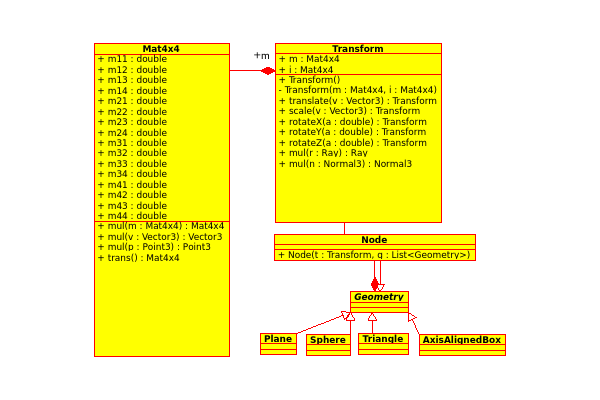 Mat4x4
+ m11 : double
+ m12 : double
+ m13 : double
+ m14 : double
+ m21 : double
+ m22 : double
+ m23 : double
+ m24 : double
+ m31 : double
+ m32 : double
+ m33 : double
+ m34 : double
+ m41 : double
+ m42 : double
+ m43 : double
+ m44 : double
+ mul(m : Mat4x4) : Mat4x4
+ mul(v : Vector3) : Vector3
+ mul(p : Point3) : Point3
+ trans() : Mat4x4
+m
Transform
+ m : Mat4x4
+ i : Mat4x4
+ Transform()
- Transform(m : Mat4x4, i : Mat4x4)
+ translate(v : Vector3) : Transform
+ scale(v : Vector3) : Transform
+ rotateX(a : double) : Transform
+ rotateY(a : double) : Transform
+ rotateZ(a : double) : Transform
+ mul(r : Ray) : Ray
+ mul(n : Normal3) : Normal3
Node
+ Node(t : Transform, g : List<Geometry>)
Geometry
Plane
Sphere
Triangle
AxisAlignedBox